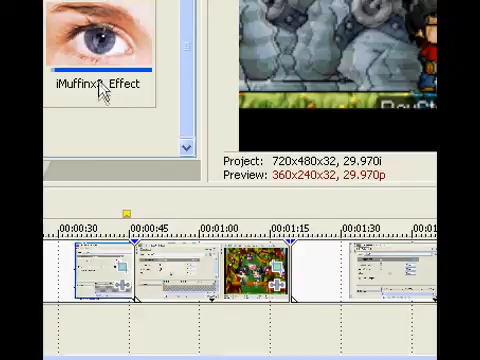 Effect
Project: 720x480x32, 29.970i
Preview: 360x240x32, 29.970p
00:00:30
00:00:45
00:01:00
00:01:15
00:01:30